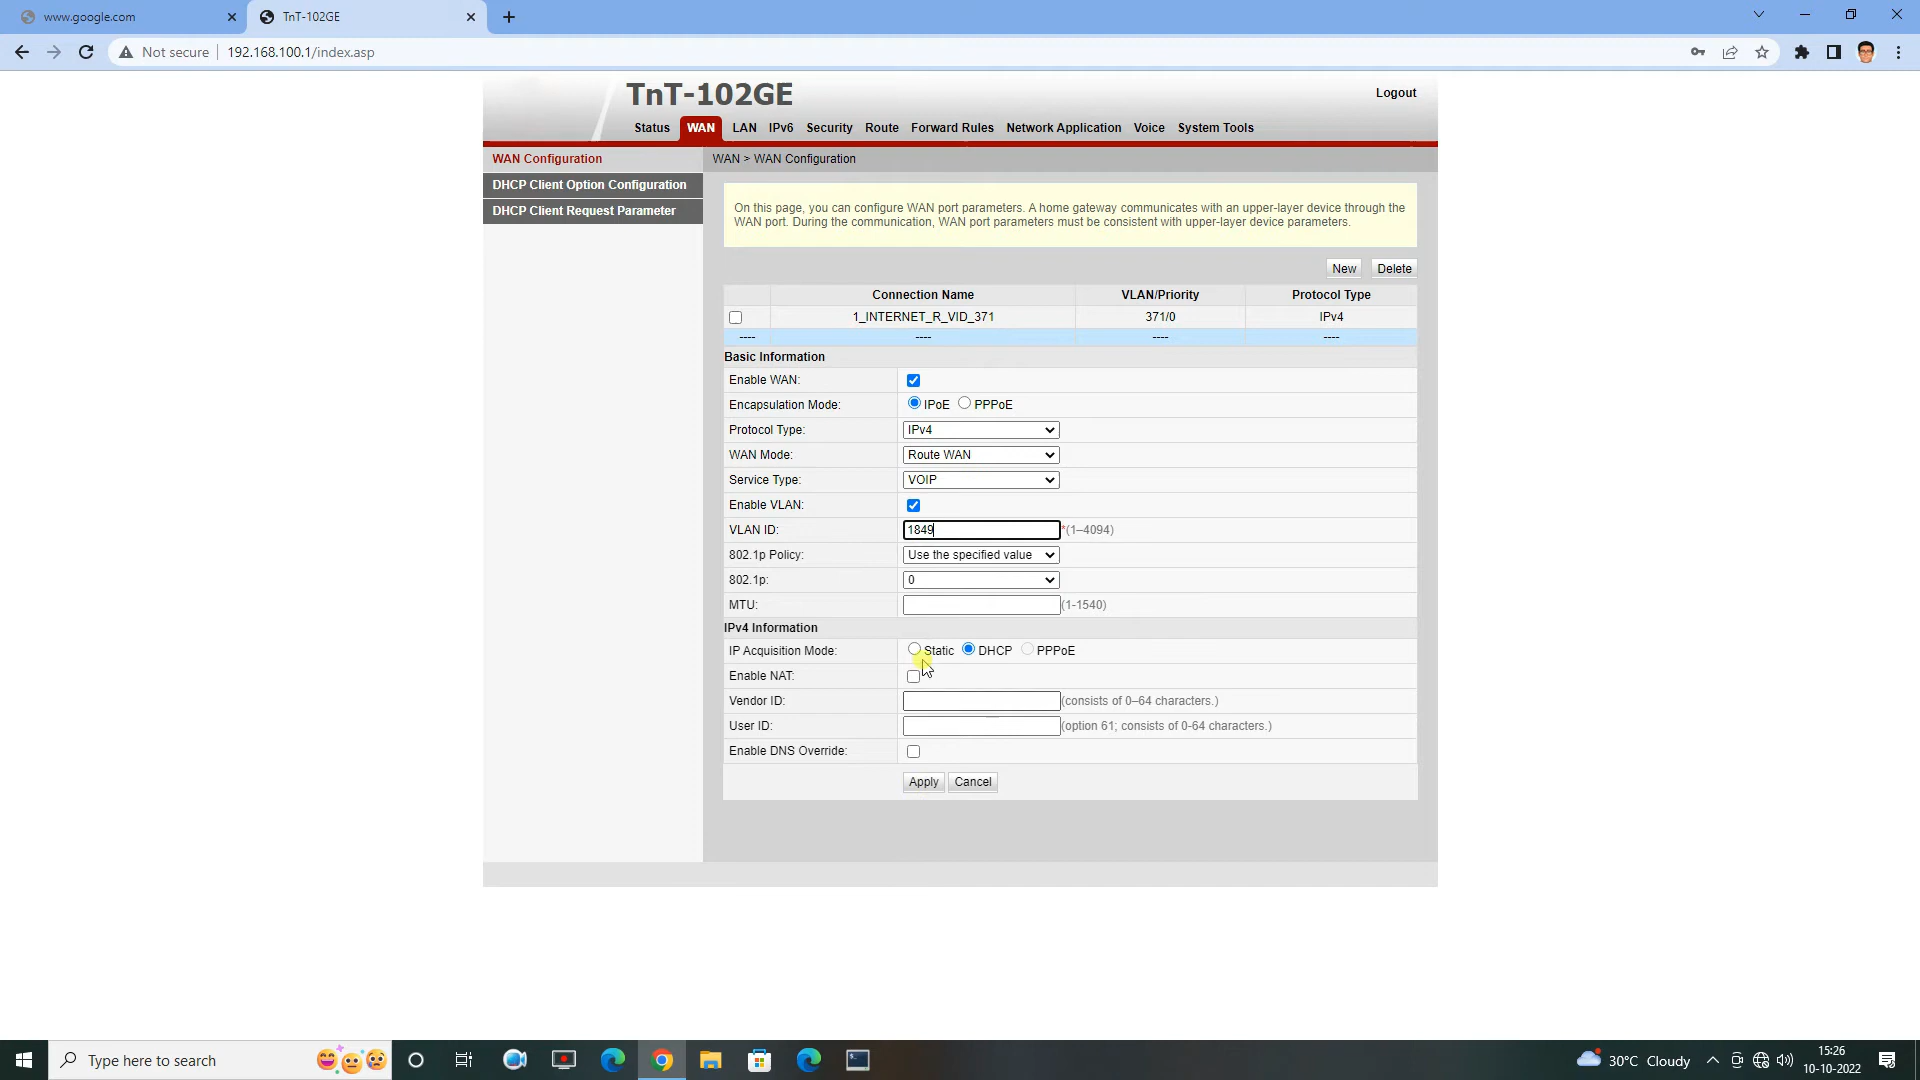 www.google.com
TnT-102GE
Not secure
192.168.100.1/index.asp
TnT-102GE
Logout
Status WAN LAN IPv6 Security Route Forward Rules Network Application Voice System Tools
WAN Configuration
WAN > WAN Configuration
DHCP Client Option Configuration
DHCP Client Request Parameter
On this page, you can configure WAN port parameters. A home gateway communicates with an upper-layer device through the
WAN port. During the communication, WAN port parameters must be consistent with upper-layer device parameters.
New Delete
Connection Name VLAN/Priority Protocol Type
1_INTERNET_R_VID_371 371/0 IPv4
---- ---- ---- ----
Basic Information
Enable WAN:
Encapsulation Mode: IPoE PPPoE
Protocol Type: IPv4
WAN Mode: Route WAN
Service Type: VOIP
Enable VLAN:
VLAN ID: 1849 *(1–4094)
802.1p Policy: Use the specified value
802.1p: 0
MTU: (1-1540)
IPv4 Information
IP Acquisition Mode: Static DHCP PPPoE
Enable NAT:
Vendor ID: (consists of 0–64 characters.)
User ID: (option 61; consists of 0-64 characters.)
Enable DNS Override:
Apply Cancel
Type here to search
30°C Cloudy
15:26
10-10-2022